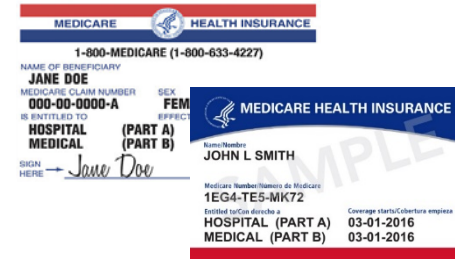 MEDICARE HEALTH INSURANCE
1-800-MEDICARE (1-800-633-4227)
NAME OF BENEFICIARY
JANE DOE
MEDICARE CLAIM NUMBER SEX
000-00-0000-A FEM
IS ENTITLED TO EFFECT
HOSPITAL (PART A)
MEDICAL (PART B)
SIGN
HERE Jane Doe
MEDICARE HEALTH INSURANCE
Name/Nombre
JOHN L SMITH
Medicare Number/Número de Medicare
1EG4-TE5-MK72
Entitled to/Con derecho a Coverage starts/Cobertura empieza
HOSPITAL (PART A) 03-01-2016
MEDICAL (PART B) 03-01-2016
SAMPLE